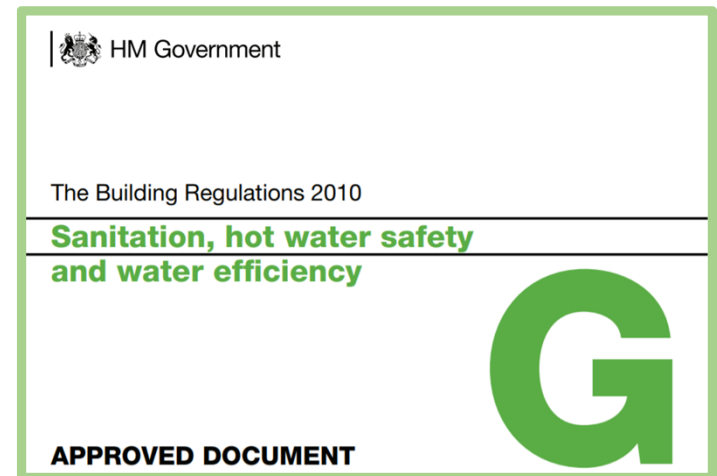 HM Government
The Building Regulations 2010
Sanitation, hot water safety
and water efficiency
G
APPROVED DOCUMENT